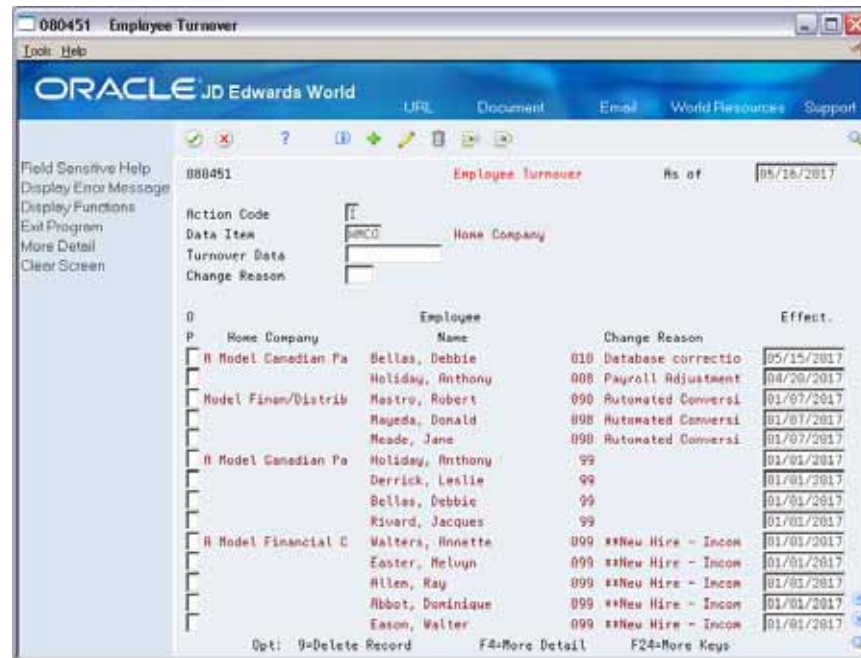 080451 Employee Turnover
Tools Help
ORACLE JD Edwards World
URL Document Email World Resources Support
Field Sensitive Help
Display Error Message
Display Functions
Exit Program
More Detail
Clear Screen
080451 Employee Turnover As of 05/16/2017
Action Code I
Data Item HMCO Home Company
Turnover Data
Change Reason
O Employee Effect.
P Home Company Name Change Reason
A Model Canadian Pa Bellas, Debbie 010 Database correctio 05/15/2017
Holiday, Anthony 008 Payroll Adjustment 04/20/2017
Model Finan/Distrib Mastro, Robert 098 Automated Conversi 01/07/2017
Mayeda, Donald 098 Automated Conversi 01/07/2017
Meade, Jane 098 Automated Conversi 01/07/2017
A Model Canadian Pa Holiday, Anthony 99 01/01/2017
Derrick, Leslie 99 01/01/2017
Bellas, Debbie 99 01/01/2017
Rivard, Jacques 99 01/01/2017
A Model Financial C Walters, Annette 099 **New Hire - Incom 01/01/2017
Easter, Melvyn 099 **New Hire - Incom 01/01/2017
Allen, Ray 099 **New Hire - Incom 01/01/2017
Abbot, Dominique 099 **New Hire - Incom 01/01/2017
Eason, Walter 099 **New Hire - Incom 01/01/2017
Opt: 9=Delete Record F4=More Detail F24=More Keys